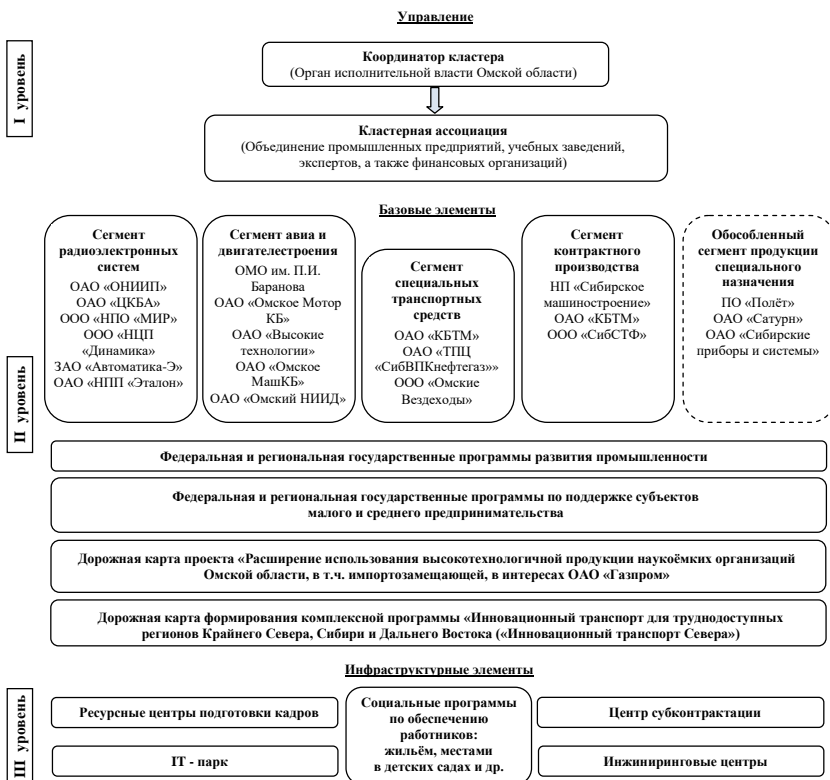 Управление
I уровень
Координатор кластера
(Орган исполнительной власти Омской области)
Кластерная ассоциация
(Объединение промышленных предприятий, учебных заведений,
экспертов, а также финансовых организаций)
Базовые элементы
II уровень
Сегмент
радиоэлектронных
систем
ОАО «ОНИИП»
ОАО «ЦКБА»
ООО «НПО «МИР»
ООО «НЦП
«Динамика»
ЗАО «Автоматика-Э»
ОАО «НПП «Эталон»
Сегмент авиа и
двигателестроения
ОМО им. П.И.
Баранова
ОАО «Омское Мотор
КБ»
ОАО «Высокие
технологии»
ОАО «Омское
МашКБ»
ОАО «Омский НИИД»
Сегмент
специальных
транспортных
средств
ОАО «КБТМ»
ОАО «ТПЦ
«СибВПКнефтегаз»»
ООО «Омские
Вездеходы»
Сегмент
контрактного
производства
НП «Сибирское
машиностроение»
ОАО «КБТМ»
ООО «СибСТФ»
Обособленный
сегмент продукции
специального
назначения
ПО «Полёт»
ОАО «Сатурн»
ОАО «Сибирские
приборы и системы»
Федеральная и региональная государственные программы развития промышленности
Федеральная и региональная государственные программы по поддержке субъектов
малого и среднего предпринимательства
Дорожная карта проекта «Расширение использования высокотехнологичной продукции наукоёмких организаций
Омской области, в т.ч. импортозамещающей, в интересах ОАО «Газпром»
Дорожная карта формирования комплексной программы «Инновационный транспорт для труднодоступных
регионов Крайнего Севера, Сибири и Дальнего Востока («Инновационный транспорт Севера»)
Инфраструктурные элементы
III уровень
Ресурсные центры подготовки кадров
IT - парк
Социальные программы
по обеспечению
работников:
жильём, местами
в детских садах и др.
Центр субконтрактации
Инжиниринговые центры